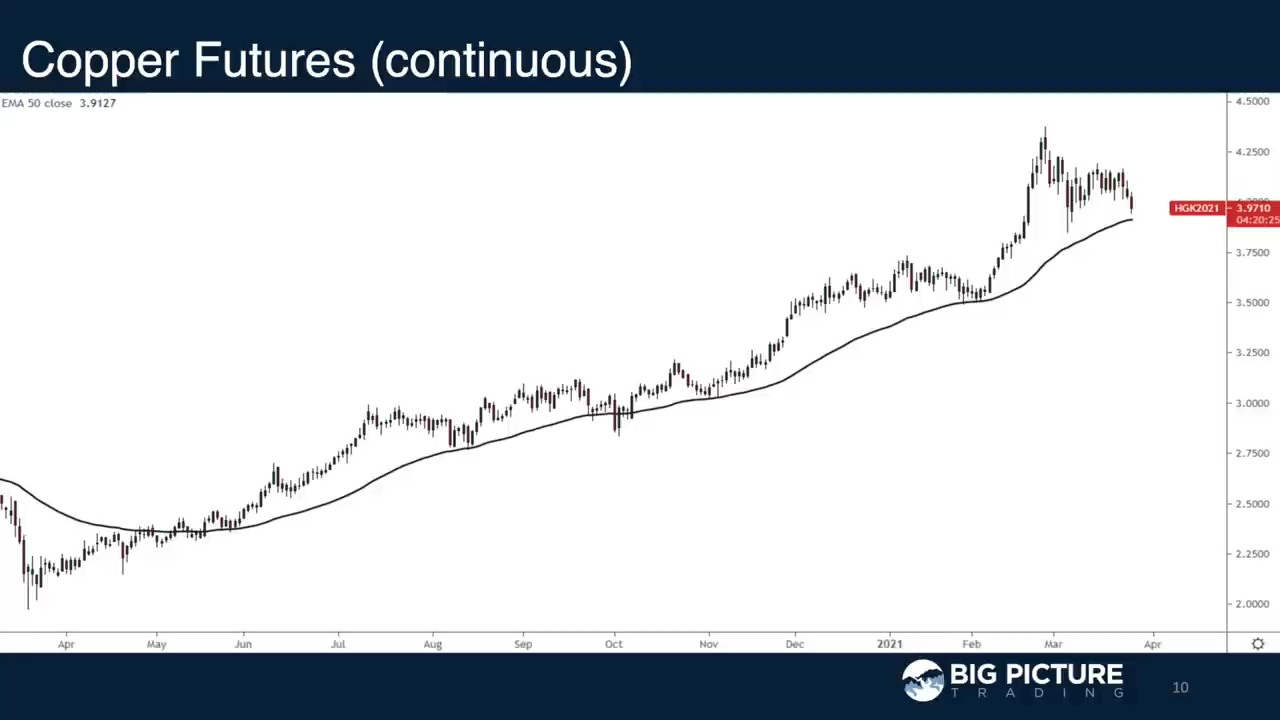 Copper Futures (continuous)
EMA 50 close 3.9127
4.5000
4.2500
HGK2021 3.9710
04:20:25
3.7500
3.5000
3.2500
3.0000
2.7500
2.5000
2.2500
2.0000
Apr May Jun Jul Aug Sep Oct Nov Dec 2021 Feb Mar Apr
BIG PICTURE
TRADING
10